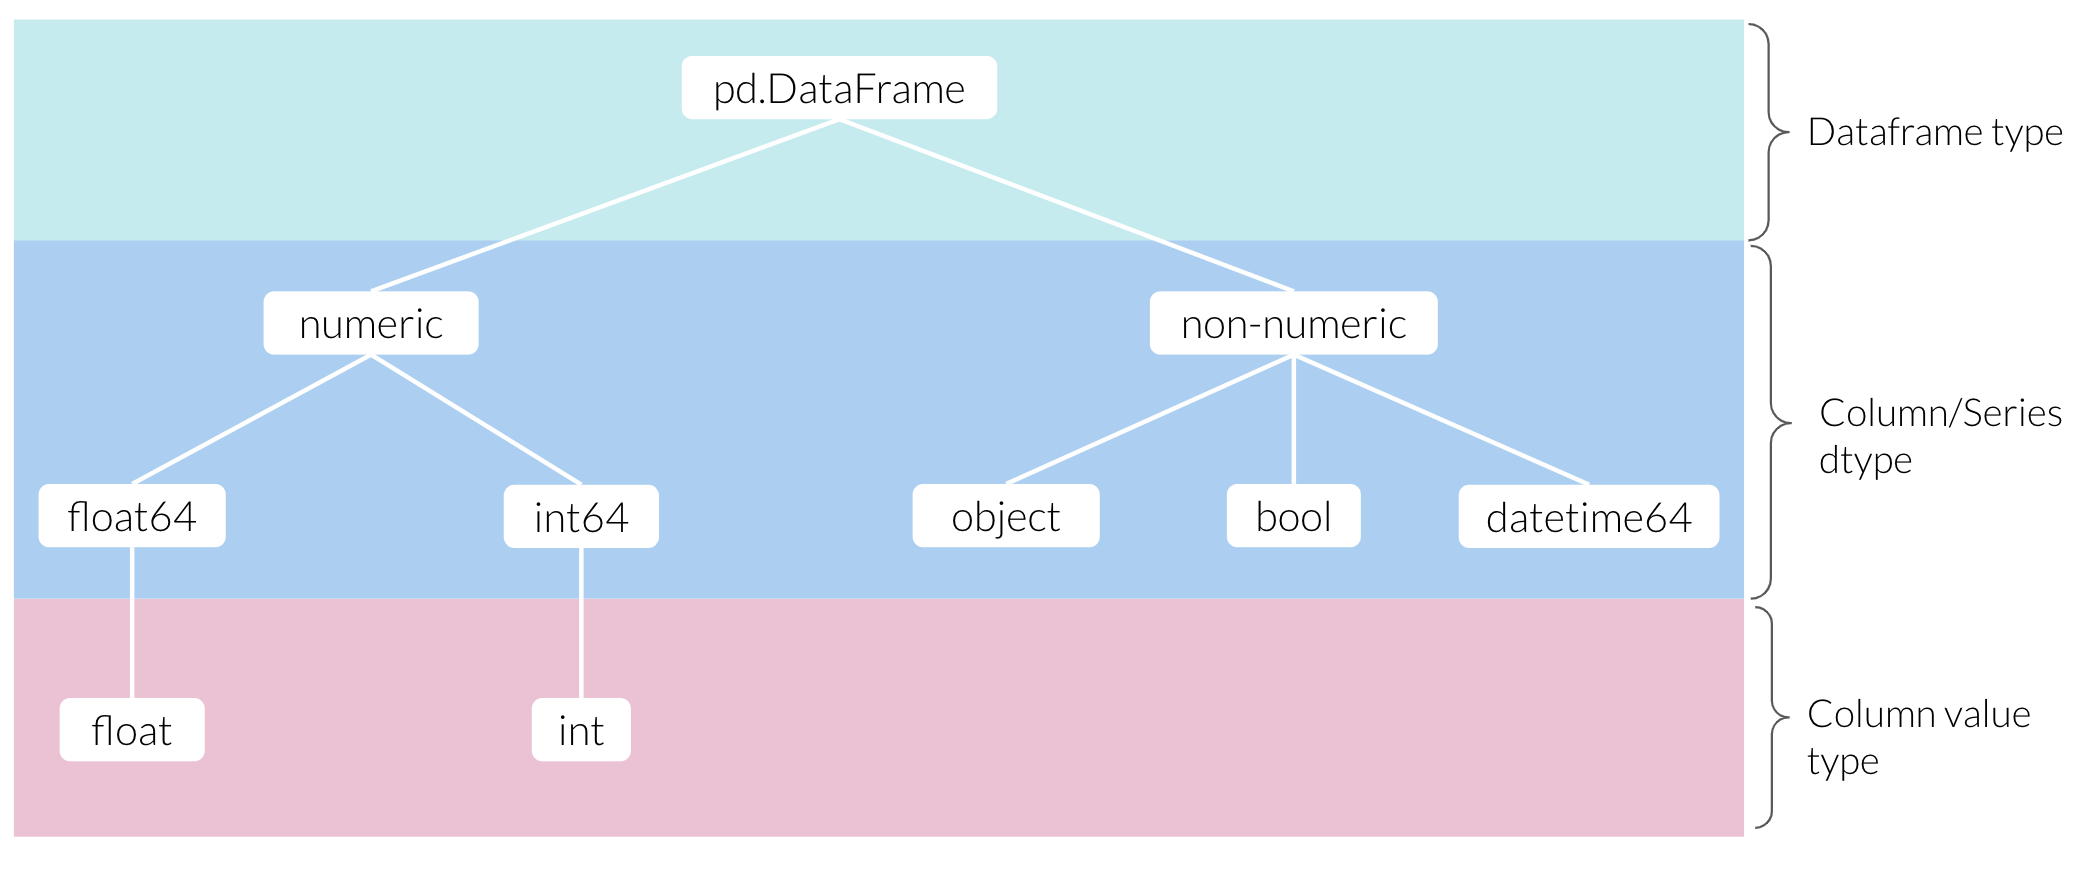 pd.DataFrame
Dataframe type
numeric
non-numeric
Column/Series
dtype
float64
int64
object
bool
datetime64
float
int
Column value
type